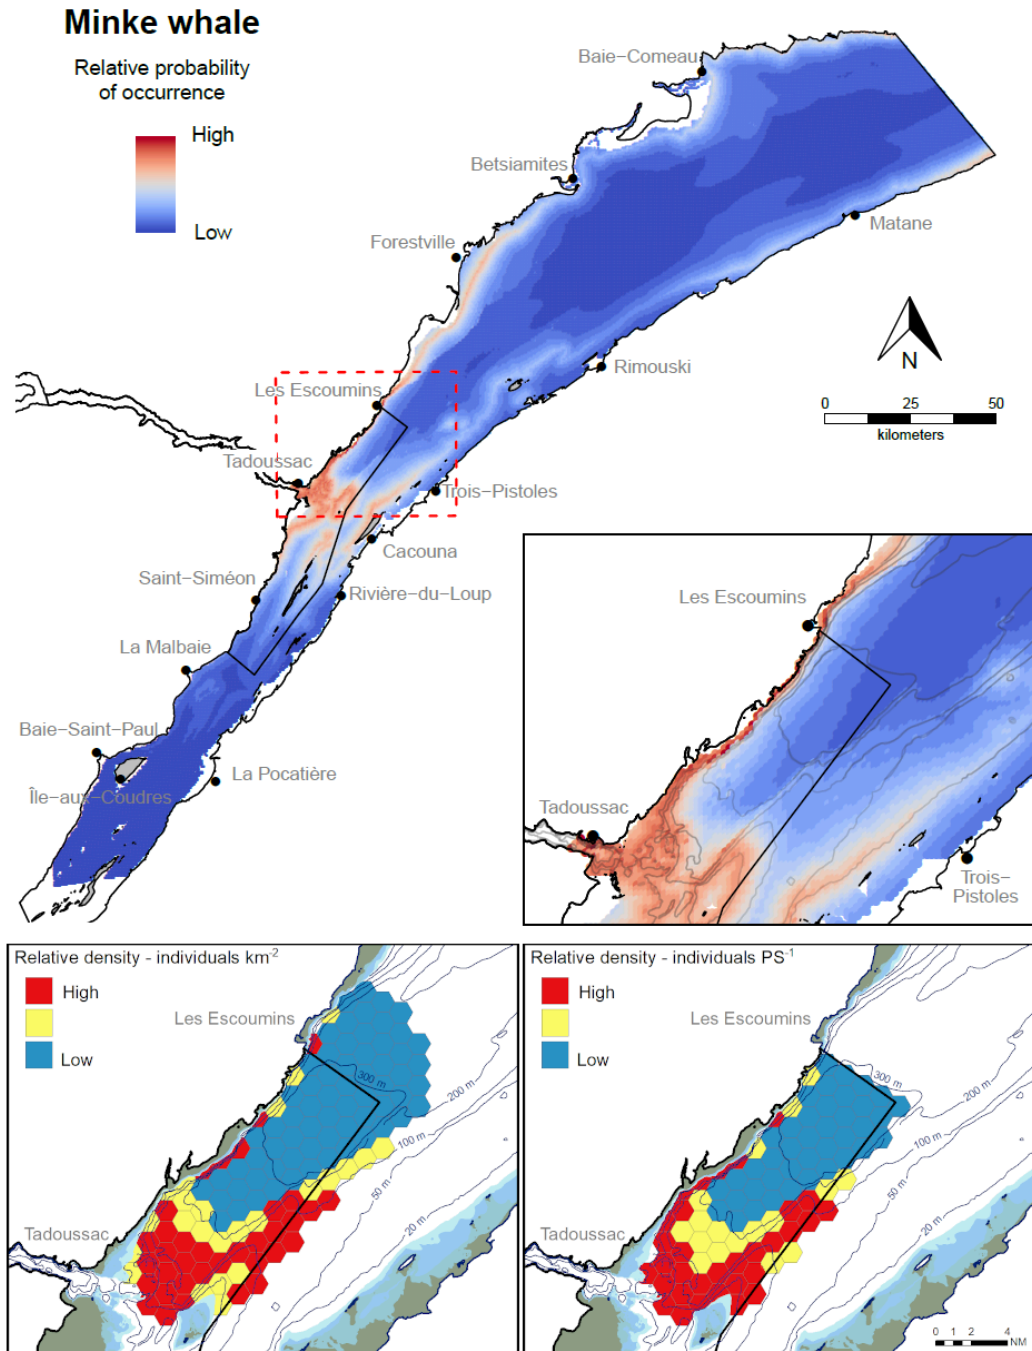 Minke whale
Relative probability
of occurrence
High
Low
Baie-Comeau
Betsiamites
Forestville
Matane
N
Rimouski
0 25 50
kilometers
Les Escoumins
Tadoussac
Trois-Pistoles
Cacouna
Saint-Siméon
Rivière-du-Loup
La Malbaie
Baie-Saint-Paul
La Pocatière
Île-aux-Coudres
Les Escoumins
Tadoussac
Trois-
Pistoles
Relative density - individuals km⁻²
High
Low
Les Escoumins
300 m
200 m
100 m
50 m
20 m
Tadoussac
Relative density - individuals PS⁻¹
High
Low
Les Escoumins
300 m
200 m
100 m
50 m
20 m
Tadoussac
0 1 2 4
NM